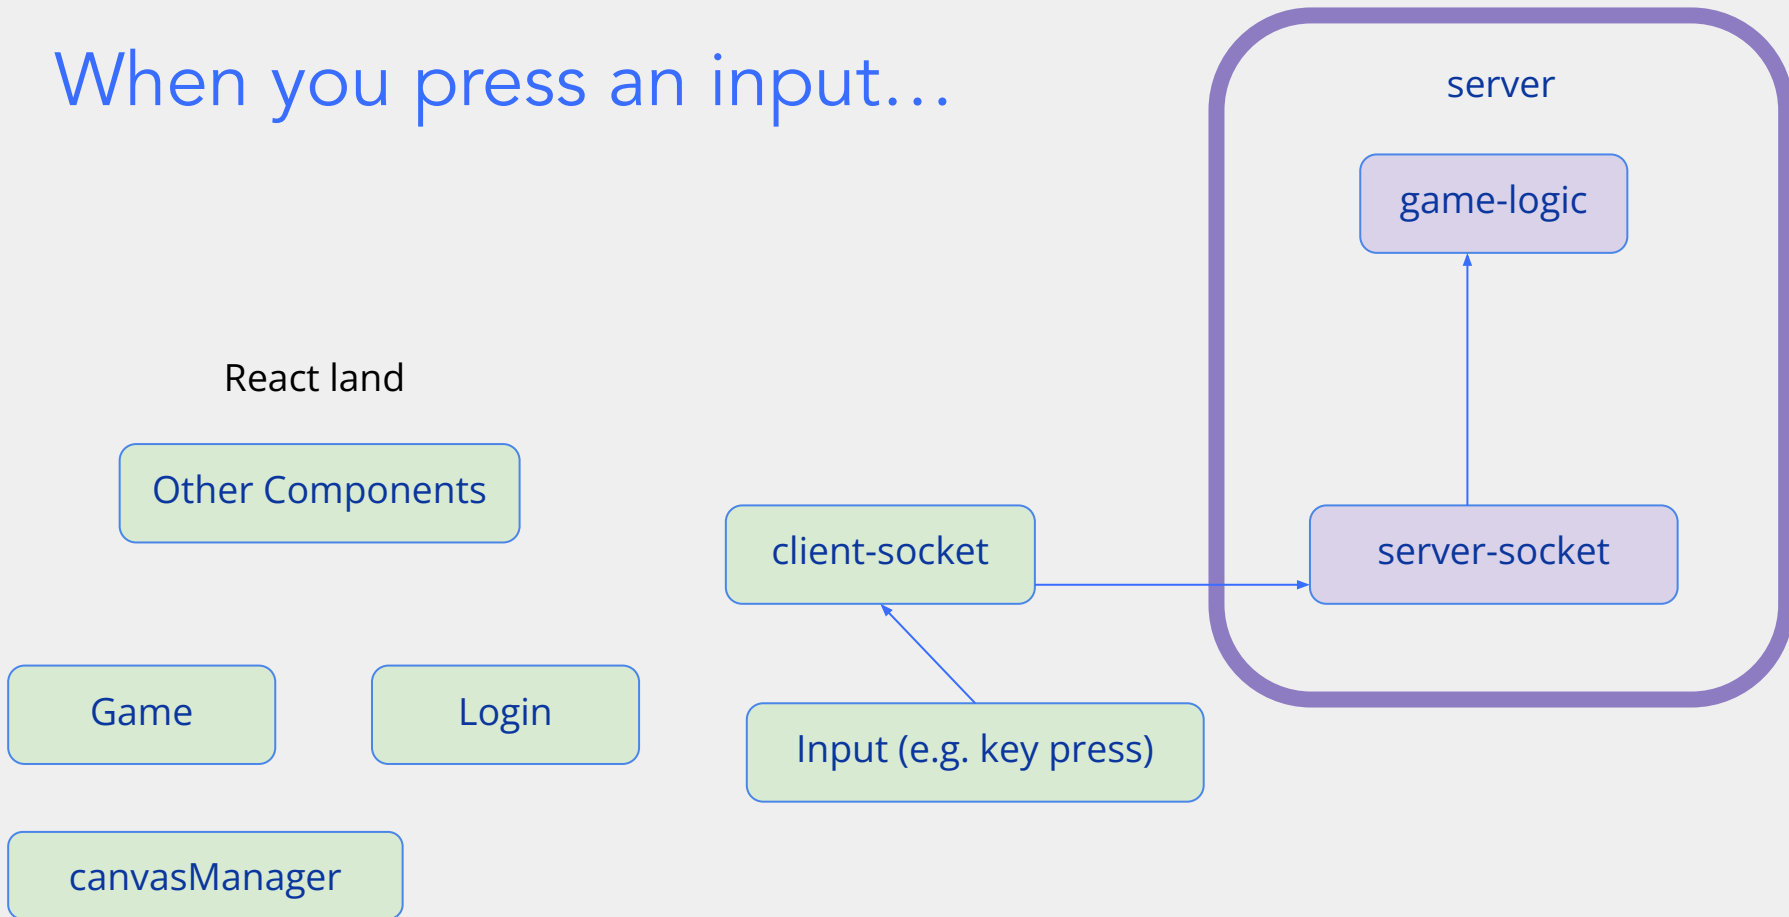 When you press an input…
server
game-logic
React land
Other Components
client-socket
server-socket
Game
Login
Input (e.g. key press)
canvasManager